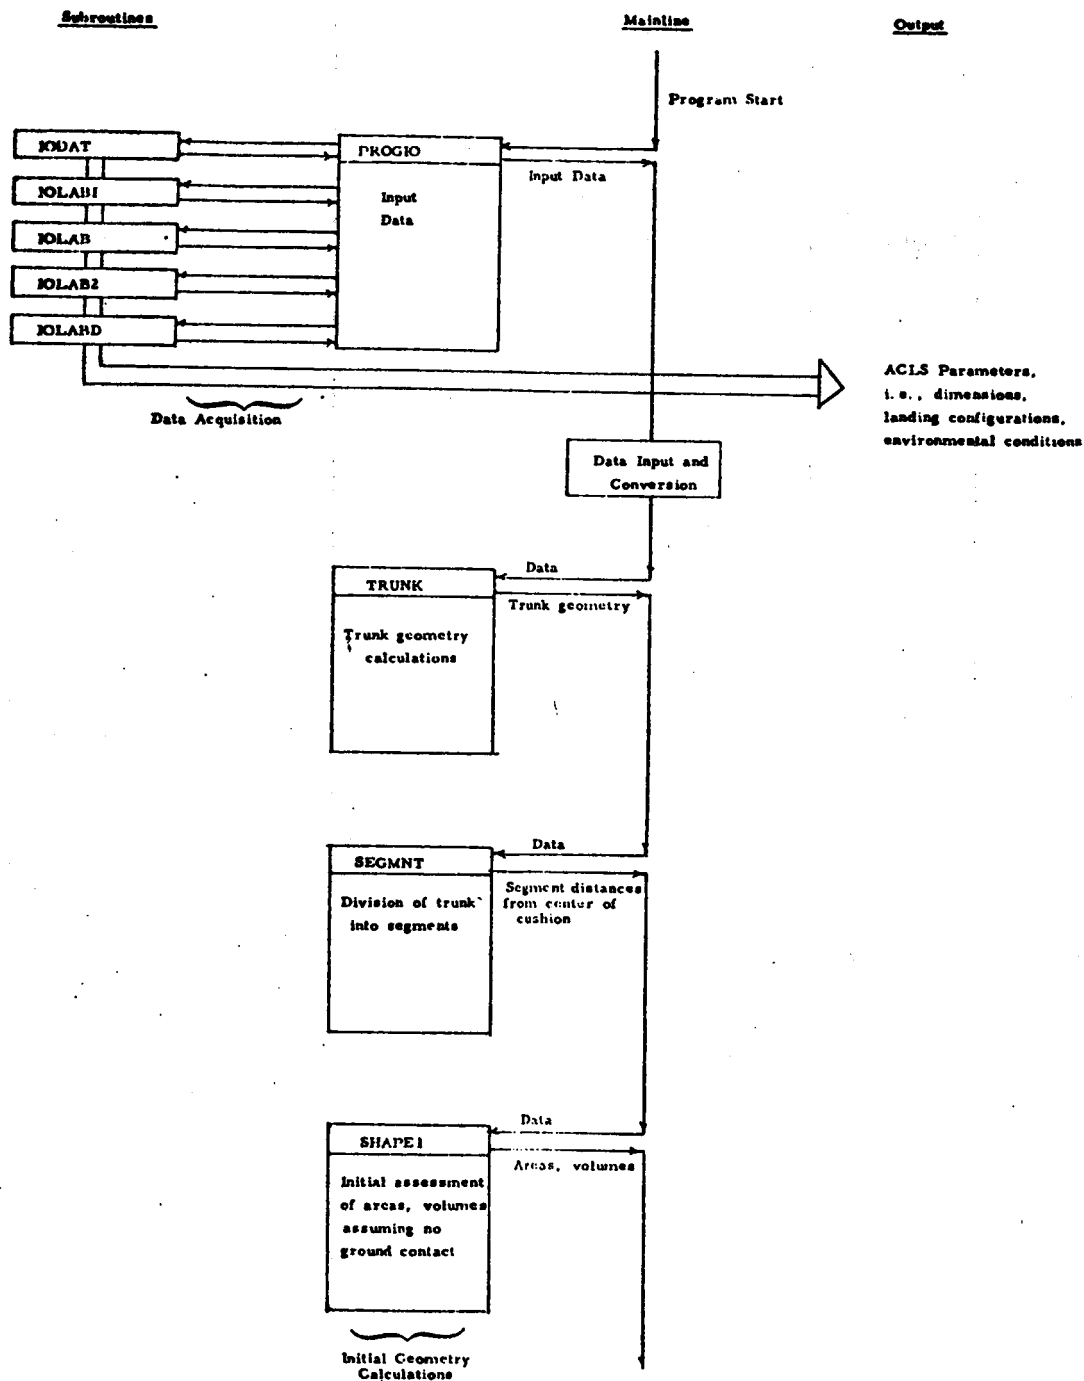 Subroutines
Mainline
Output
Program Start
IODAT
IOLAB1
IOLAB
IOLAB2
IOLABD
PROGIO
Input
Data
Input Data
Data Acquisition
ACLS Parameters,
i. e., dimensions,
landing configurations,
environmental conditions
Data Input and
Conversion
Data
TRUNK
Trunk geometry
Trunk geometry
calculations
Data
SEGMNT
Segment distances
from center of
cushion
Division of trunk
into segments
Data
SHAPE1
Areas, volumes
Initial assessment
of areas, volumes
assuming no
ground contact
Initial Geometry
Calculations